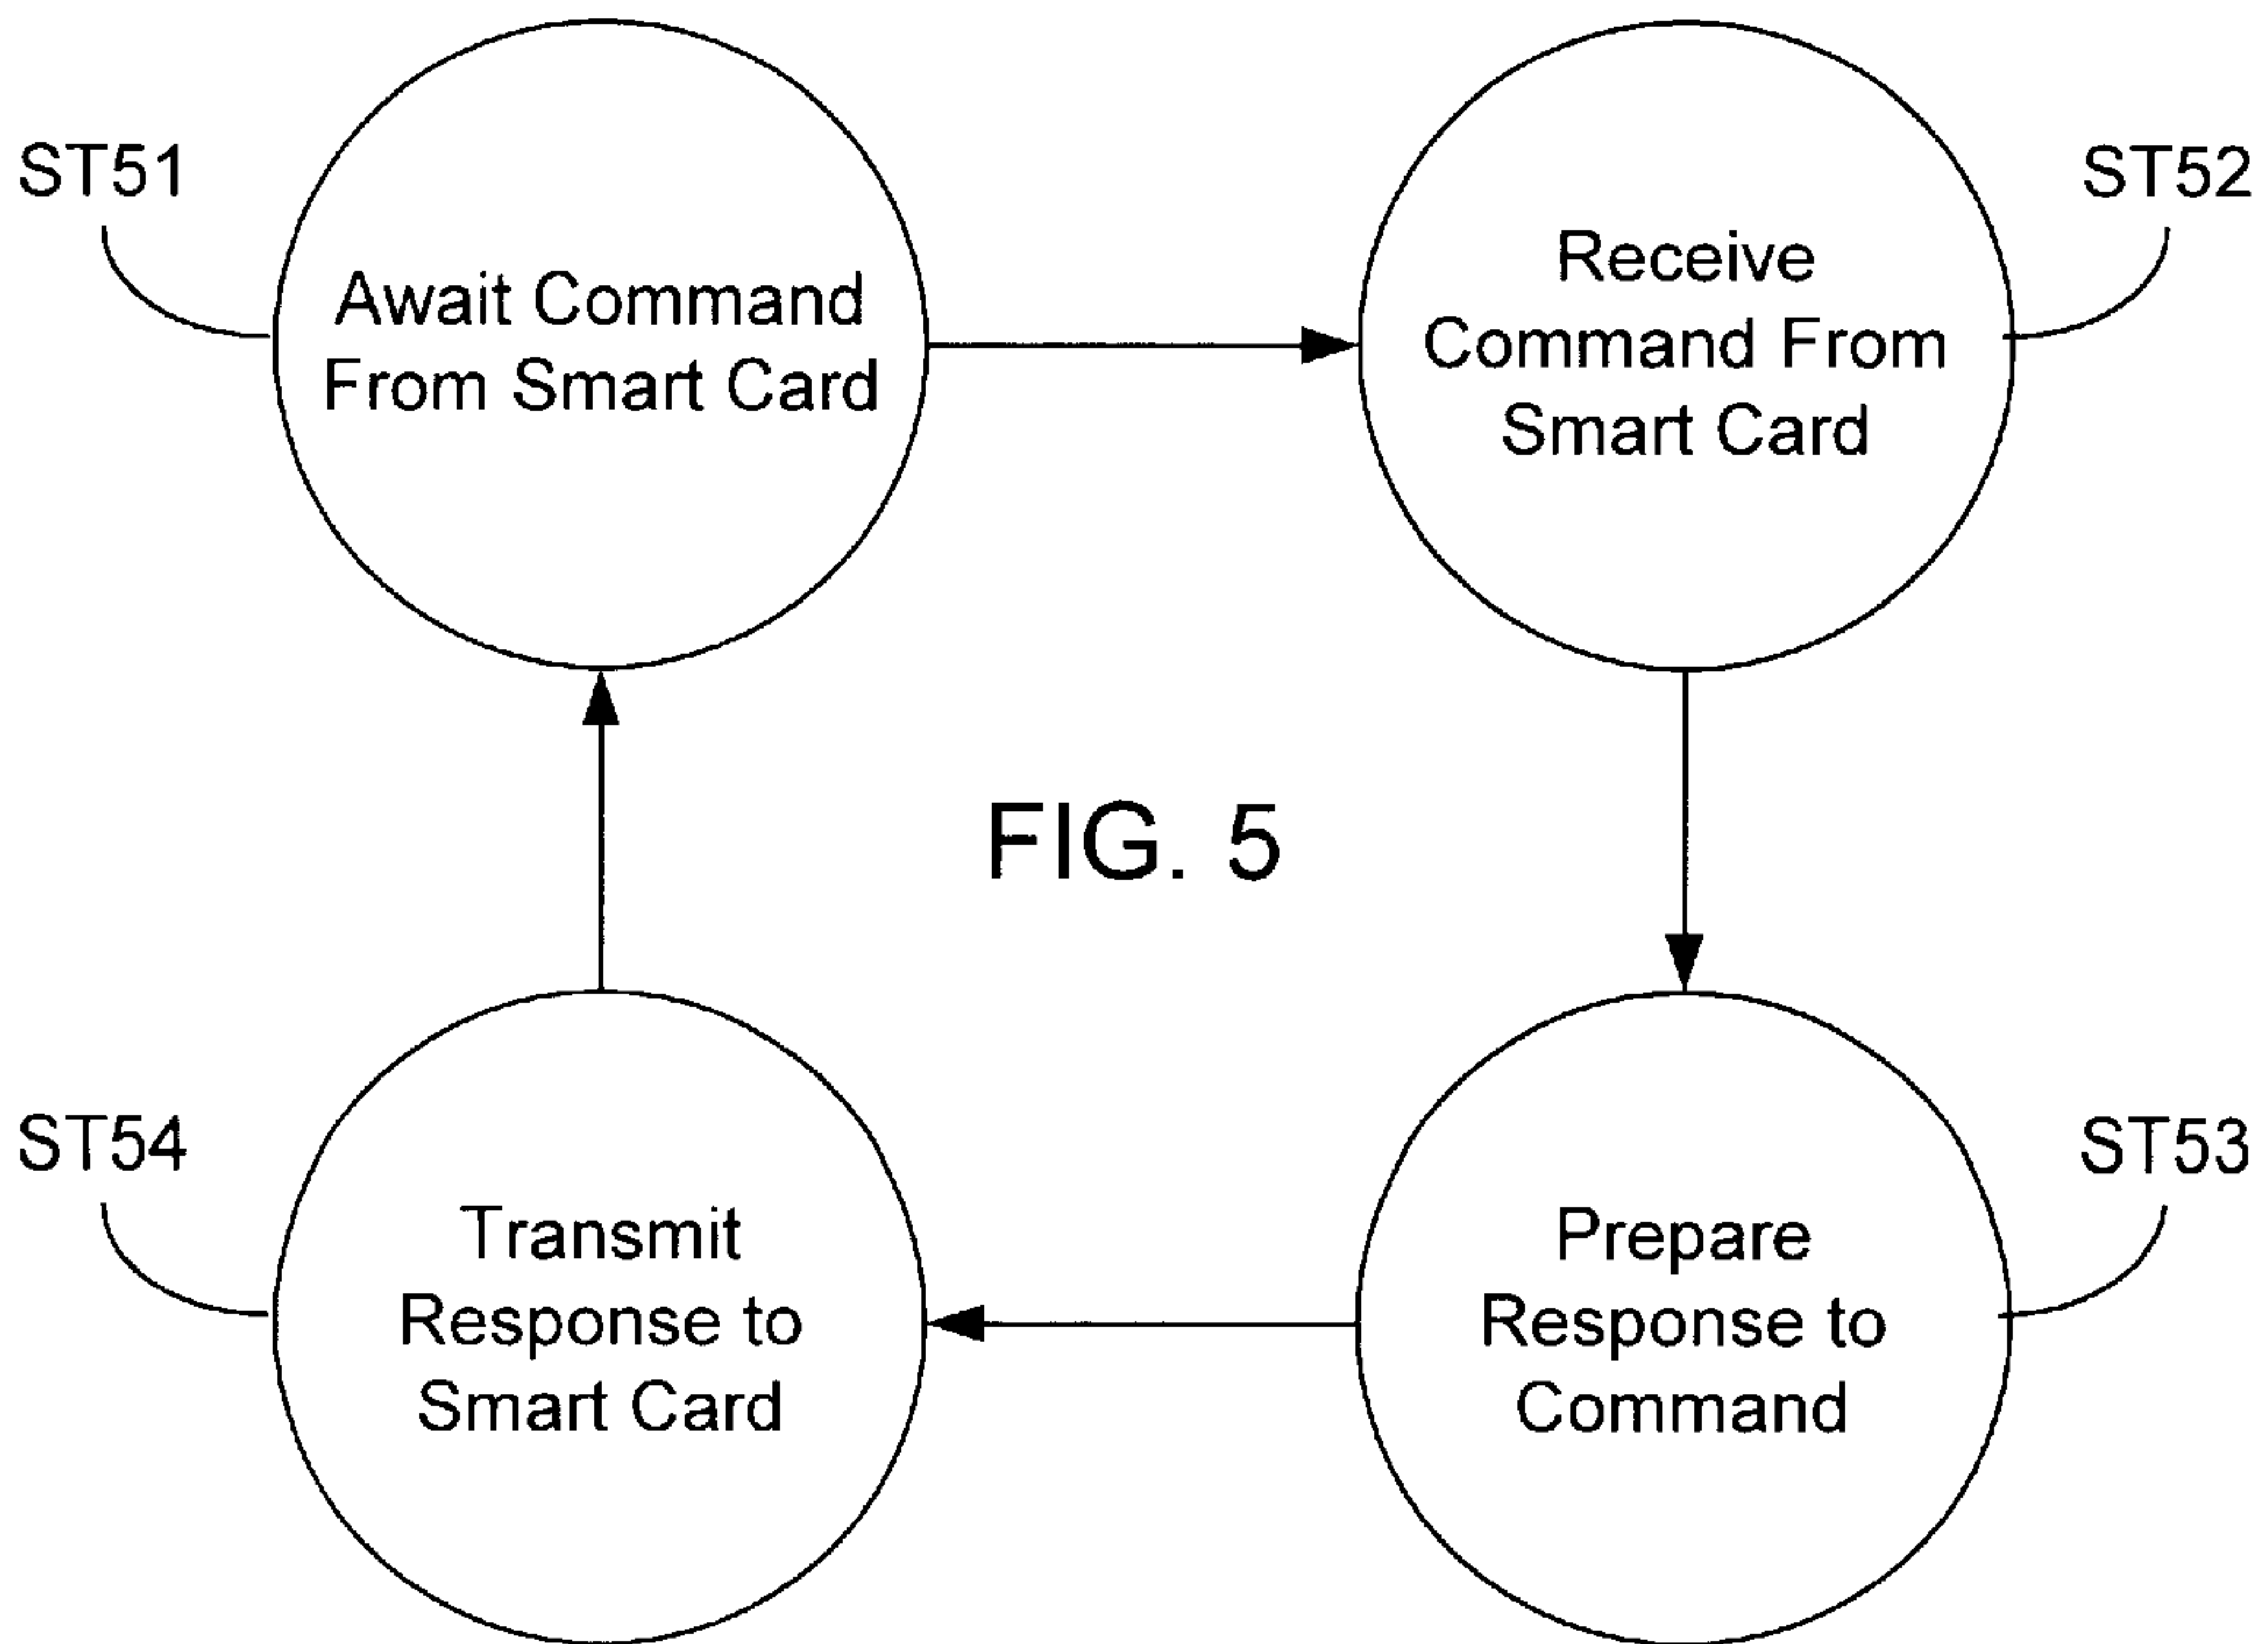 ST51
Await Command
From Smart Card
ST52
Receive
Command From
Smart Card
FIG. 5
ST54
Transmit
Response to
Smart Card
ST53
Prepare
Response to
Command